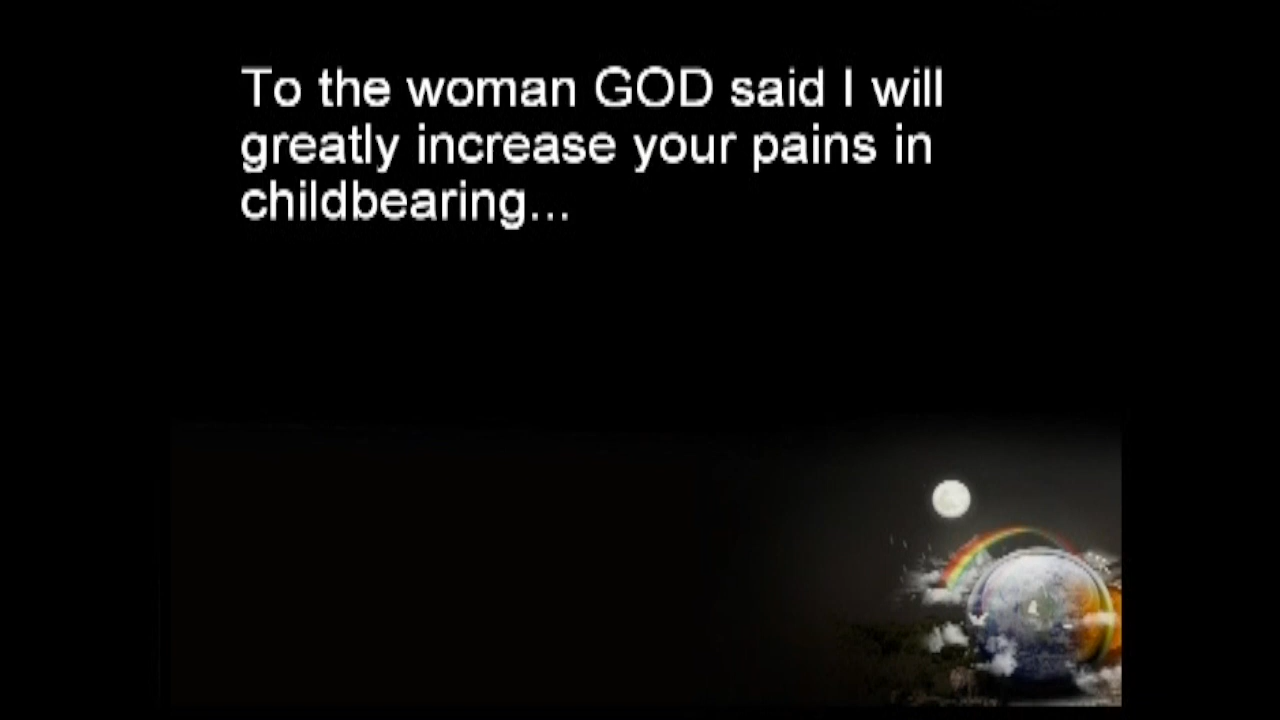 To the woman GOD said I will
greatly increase your pains in
childbearing...